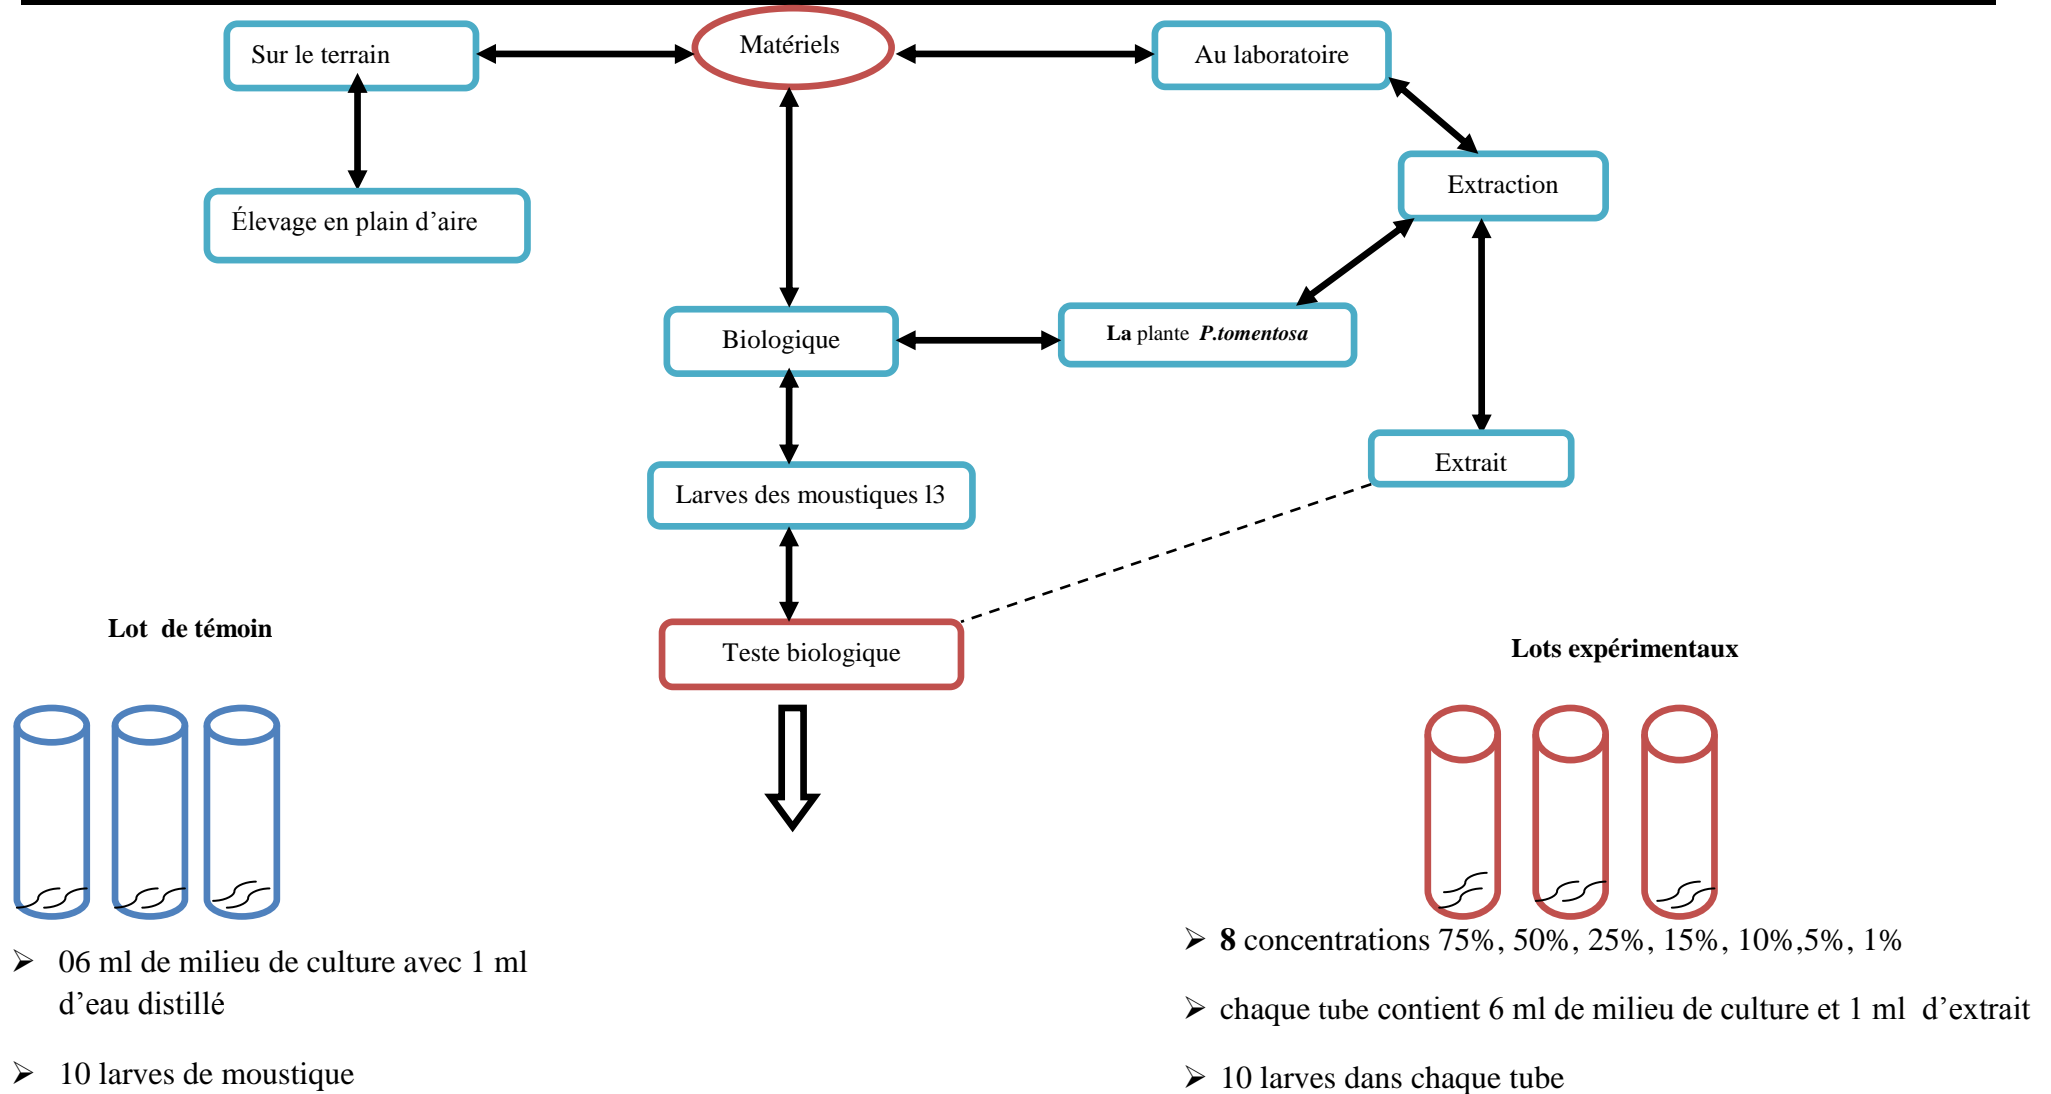 Sur le terrain
Matériels
Au laboratoire
Extraction
Élevage en plain d’aire
Biologique
La plante P.tomentosa
Extrait
Larves des moustiques l3
Teste biologique
Lot de témoin
Lots expérimentaux
➢ 06 ml de milieu de culture avec 1 ml
d’eau distillé
➢ 10 larves de moustique
➢ 8 concentrations 75%, 50%, 25%, 15%, 10%,5%, 1%
➢ chaque tube contient 6 ml de milieu de culture et 1 ml d’extrait
➢ 10 larves dans chaque tube